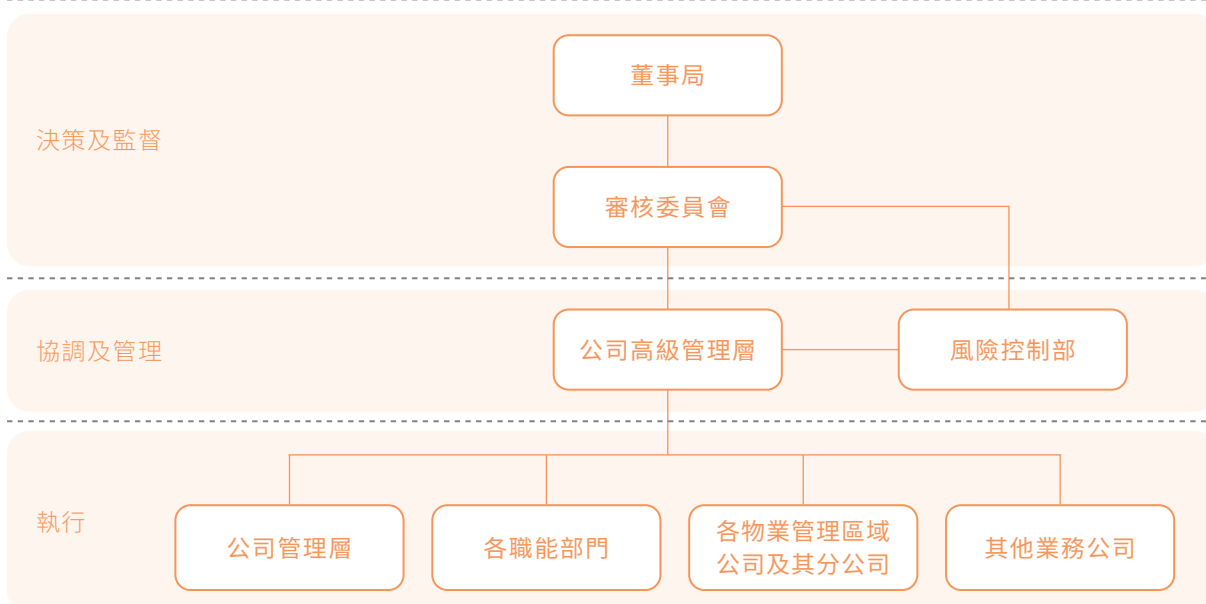 決策及監督
董事局
審核委員會
協調及管理
公司高級管理層
風險控制部
執行
公司管理層
各職能部門
各物業管理區域
公司及其分公司
其他業務公司